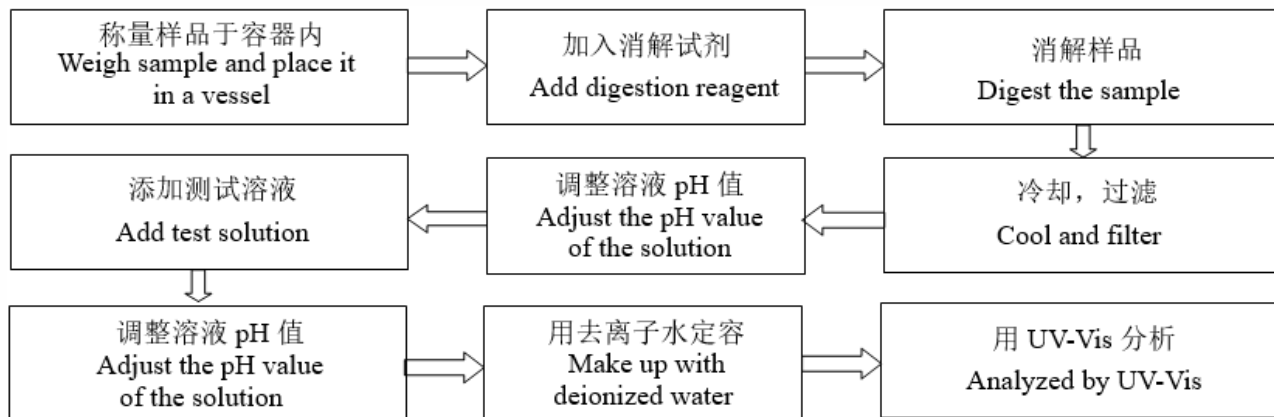 称量样品于容器内
Weigh sample and place it
in a vessel
加入消解试剂
Add digestion reagent
消解样品
Digest the sample
冷却，过滤
Cool and filter
调整溶液 pH 值
Adjust the pH value
of the solution
添加测试溶液
Add test solution
调整溶液 pH 值
Adjust the pH value
of the solution
用去离子水定容
Make up with
deionized water
用 UV-Vis 分析
Analyzed by UV-Vis